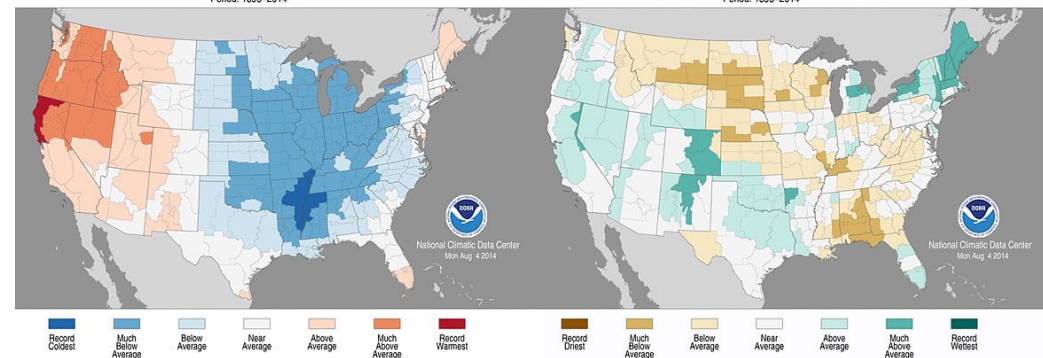 NOAA
National Climatic Data Center
Mon Aug 4 2014
NOAA
National Climatic Data Center
Mon Aug 4 2014
Record
Coldest
Much
Below
Average
Below
Average
Near
Average
Above
Average
Much
Above
Average
Record
Warmest
Record
Driest
Much
Below
Average
Below
Average
Near
Average
Above
Average
Much
Above
Average
Record
Wettest